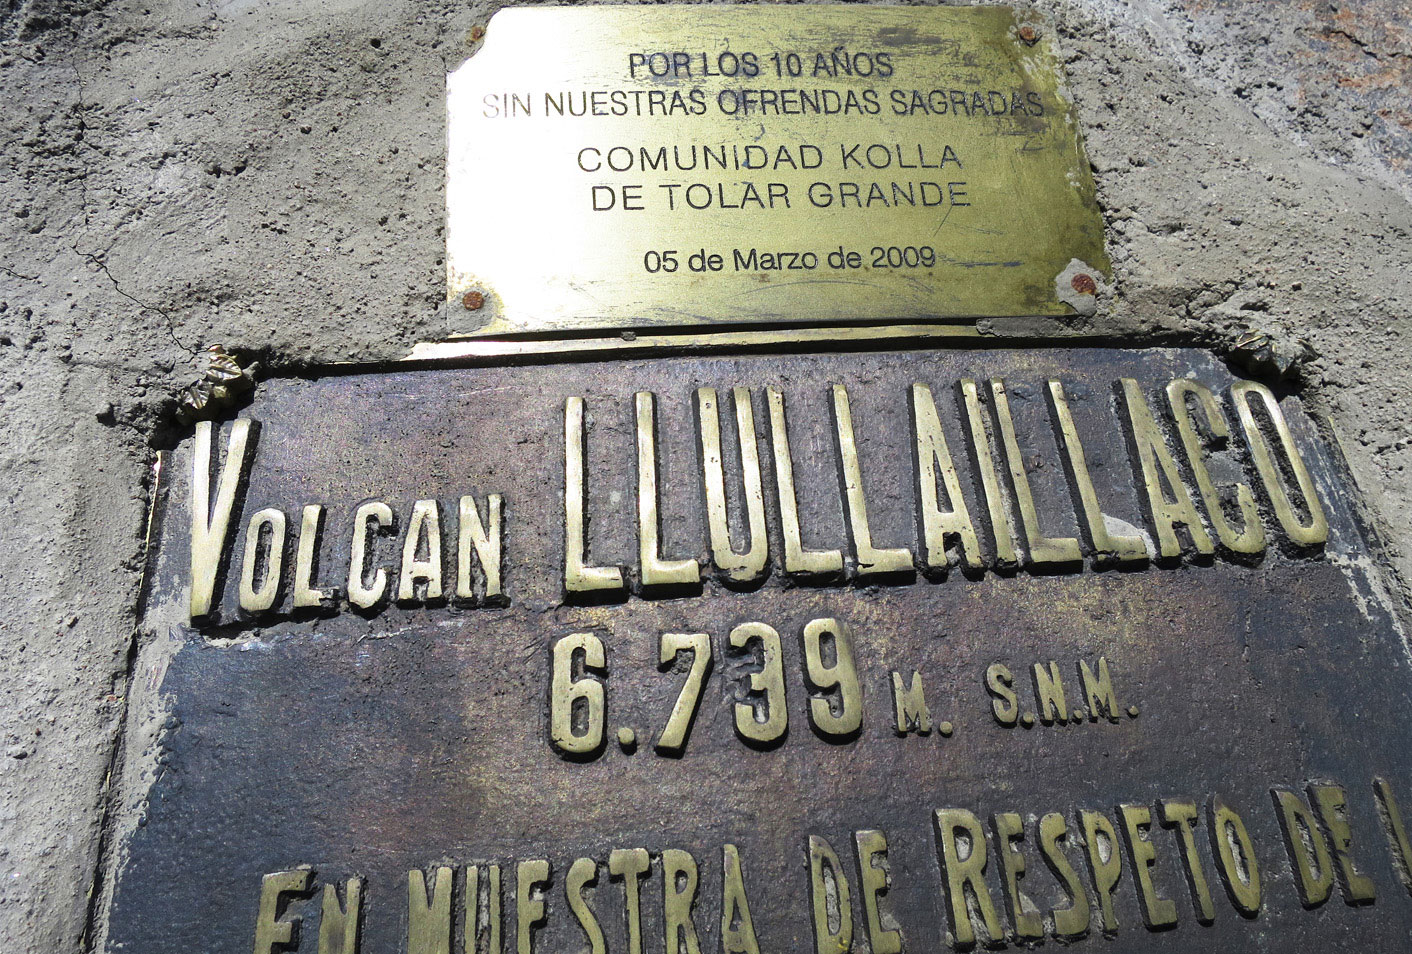 POR LOS 10 AÑOS
SIN NUESTRAS OFRENDAS SAGRADAS
COMUNIDAD KOLLA
DE TOLAR GRANDE
05 de Marzo de 2009
VOLCAN LLULLAILLACO
6.739 M. S.N.M.
EN MUESTRA DE RESPETO DE